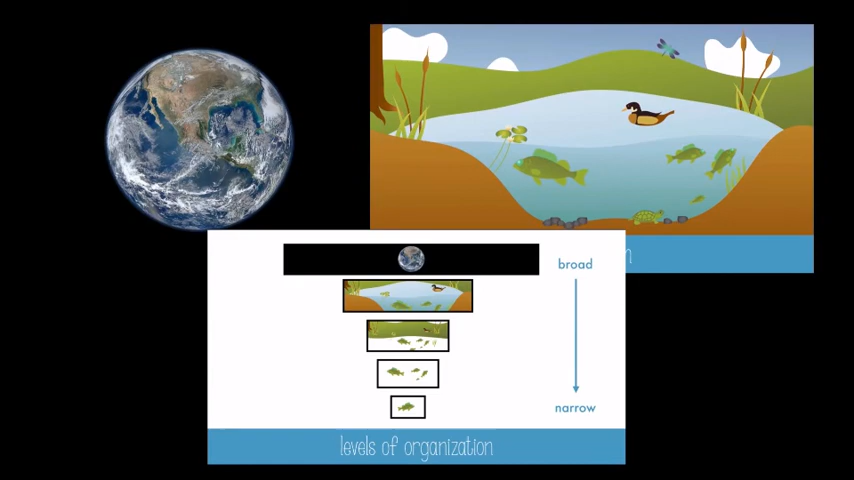 n
broad
narrow
levels of organization